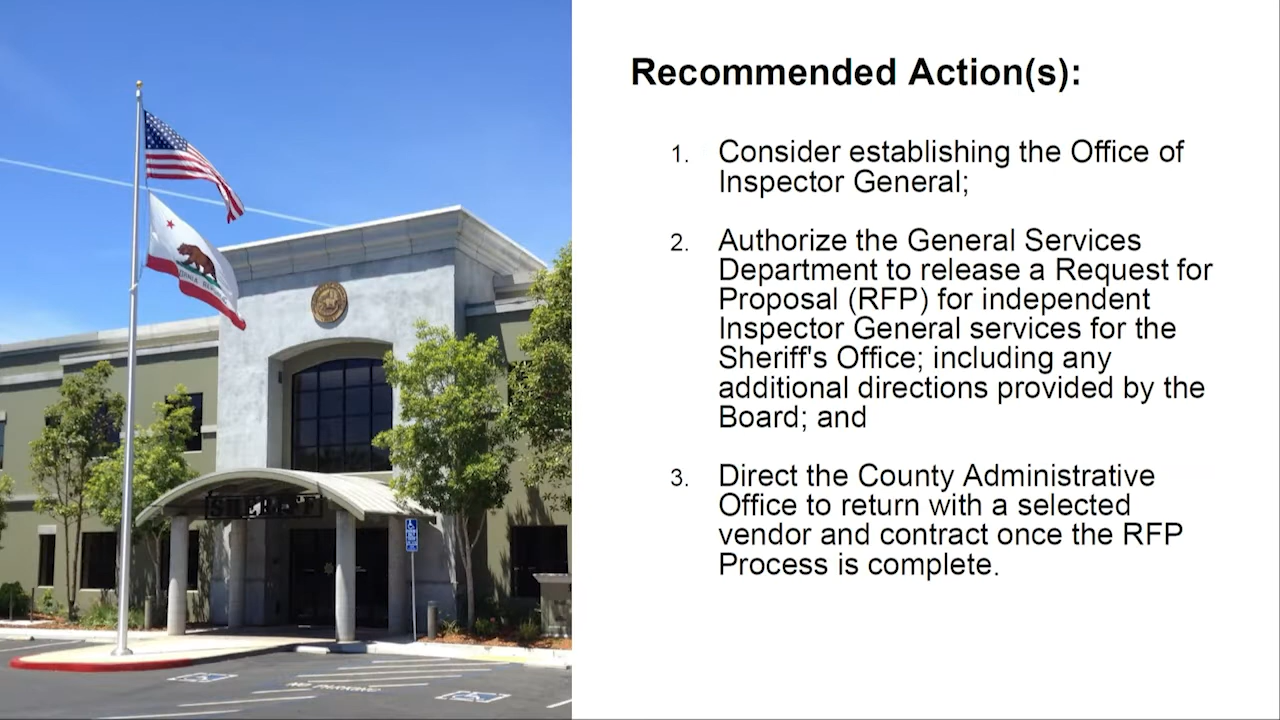 Recommended Action(s):
1. Consider establishing the Office of
Inspector General;
2. Authorize the General Services
Department to release a Request for
Proposal (RFP) for independent
Inspector General services for the
Sheriff's Office; including any
additional directions provided by the
Board; and
3. Direct the County Administrative
Office to return with a selected
vendor and contract once the RFP
Process is complete.
SHERIFF
NO PARKING